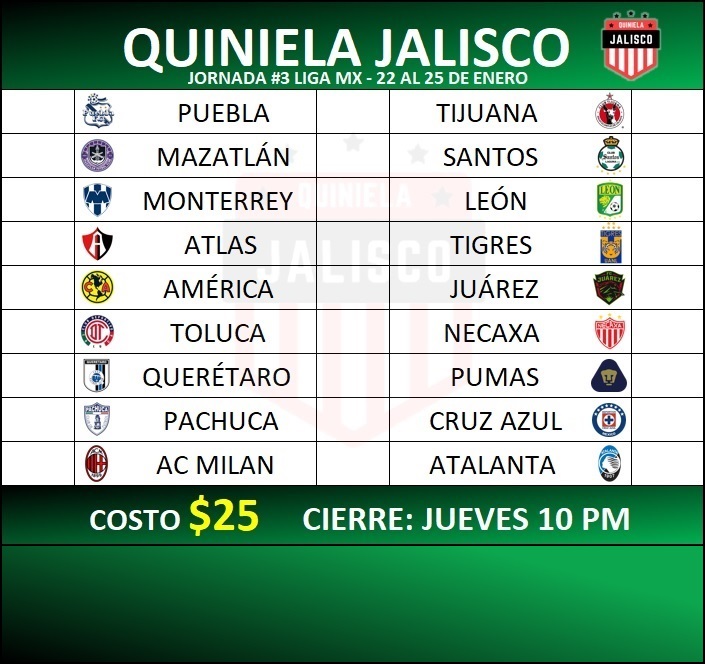 QUINIELA JALISCO
QUINIELA
JALISCO
JORNADA #3 LIGA MX - 22 AL 25 DE ENERO
PUEBLA TIJUANA
MAZATLÁN SANTOS
MONTERREY LEÓN
ATLAS TIGRES
AMÉRICA JUÁREZ
TOLUCA NECAXA
QUERÉTARO PUMAS
PACHUCA CRUZ AZUL
AC MILAN ATALANTA
QUINIELA
JALISCO
COSTO $25 CIERRE: JUEVES 10 PM